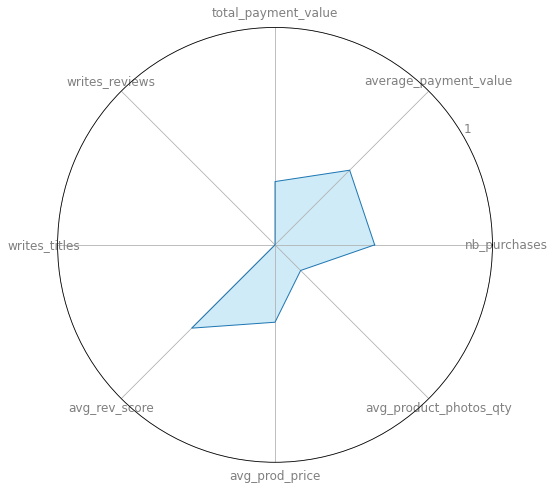 total_payment_value
writes_reviews
average_payment_value
1
writes_titles
nb_purchases
avg_rev_score
avg_product_photos_qty
avg_prod_price